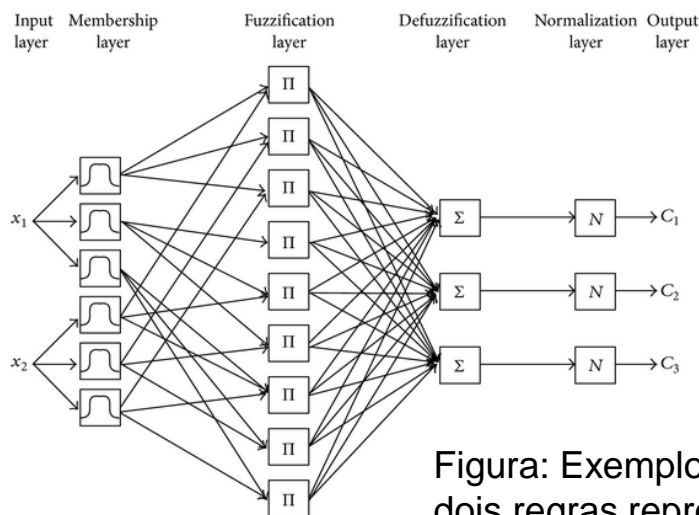 Input layer
Membership layer
Fuzzification layer
Defuzzification layer
Normalization layer
Output layer
x₁
x₂
Π
Π
Π
Π
Π
Π
Π
Π
Π
Σ
Σ
Σ
N
N
N
C₁
C₂
C₃
Figura: Exemplo
dois regras repre